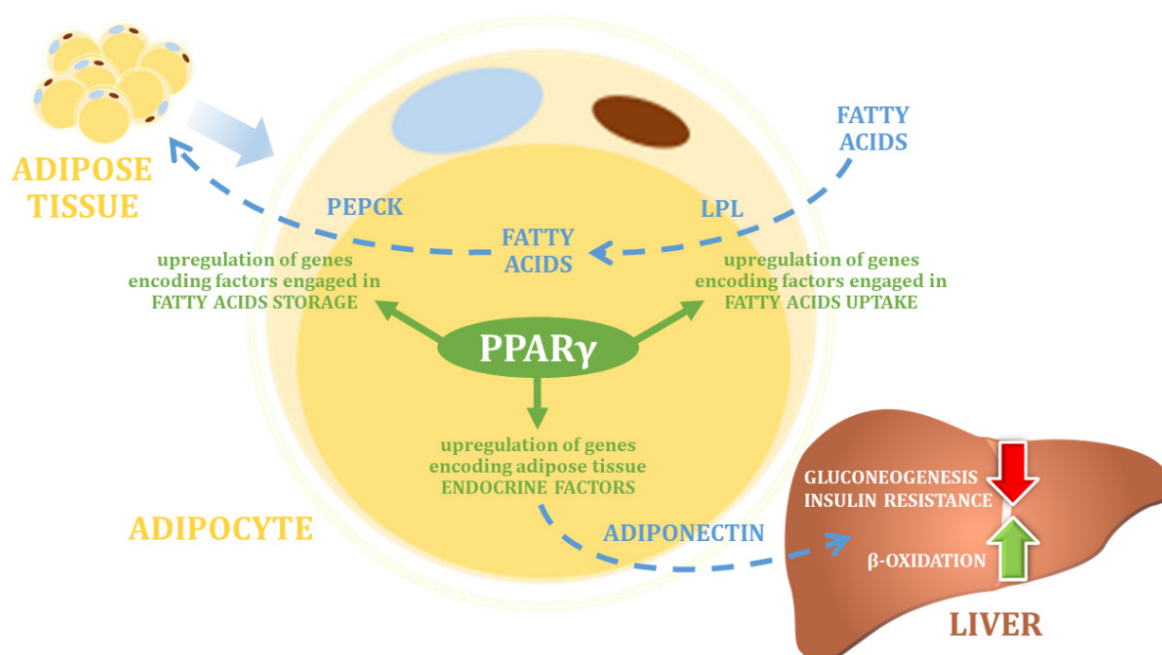 ADIPOSE
TISSUE
FATTY
ACIDS
PEPCK
LPL
FATTY
ACIDS
upregulation of genes
encoding factors engaged in
FATTY ACIDS STORAGE
upregulation of genes
encoding factors engaged in
FATTY ACIDS UPTAKE
PPARγ
upregulation of genes
encoding adipose tissue
ENDOCRINE FACTORS
ADIPOCYTE
ADIPONECTIN
GLUCONEOGENESIS
INSULIN RESISTANCE
β-OXIDATION
LIVER